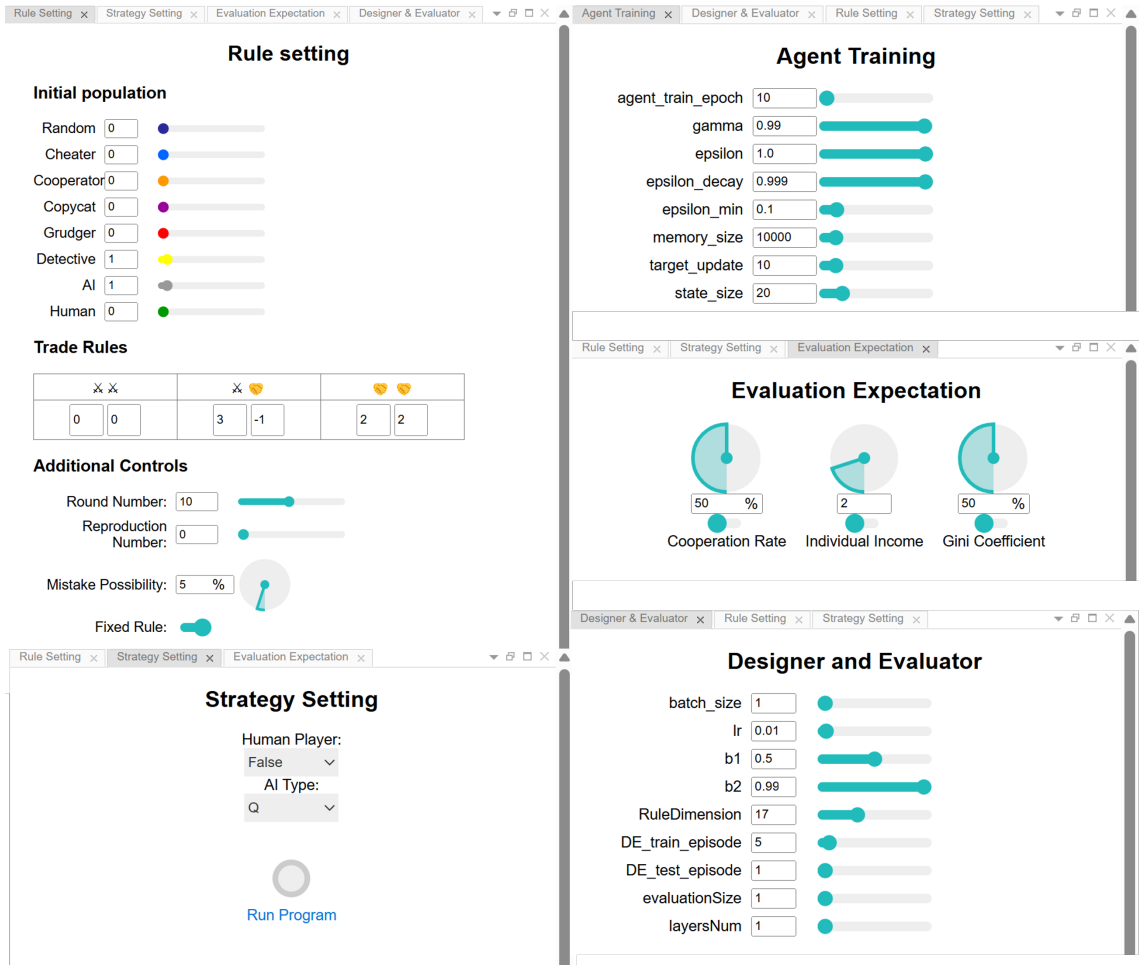 Rule Setting × Strategy Setting × Evaluation Expectation × Designer & Evaluator ×
Rule setting
Initial population
Random 0
Cheater 0
Cooperator 0
Copycat 0
Grudger 0
Detective 1
AI 1
Human 0
Trade Rules
⚔ ⚔ ⚔ 🤝 🤝 🤝
0 0 3 -1 2 2
Additional Controls
Round Number: 10
Reproduction
Number: 0
Mistake Possibility: 5 %
Fixed Rule:
Rule Setting × Strategy Setting × Evaluation Expectation ×
Strategy Setting
Human Player:
False
AI Type:
Q
Run Program
Agent Training × Designer & Evaluator × Rule Setting × Strategy Setting ×
Agent Training
agent_train_epoch 10
gamma 0.99
epsilon 1.0
epsilon_decay 0.999
epsilon_min 0.1
memory_size 10000
target_update 10
state_size 20
Rule Setting × Strategy Setting × Evaluation Expectation ×
Evaluation Expectation
50 % 2 50 %
Cooperation Rate Individual Income Gini Coefficient
Designer & Evaluator × Rule Setting × Strategy Setting ×
Designer and Evaluator
batch_size 1
lr 0.01
b1 0.5
b2 0.99
RuleDimension 17
DE_train_episode 5
DE_test_episode 1
evaluationSize 1
layersNum 1